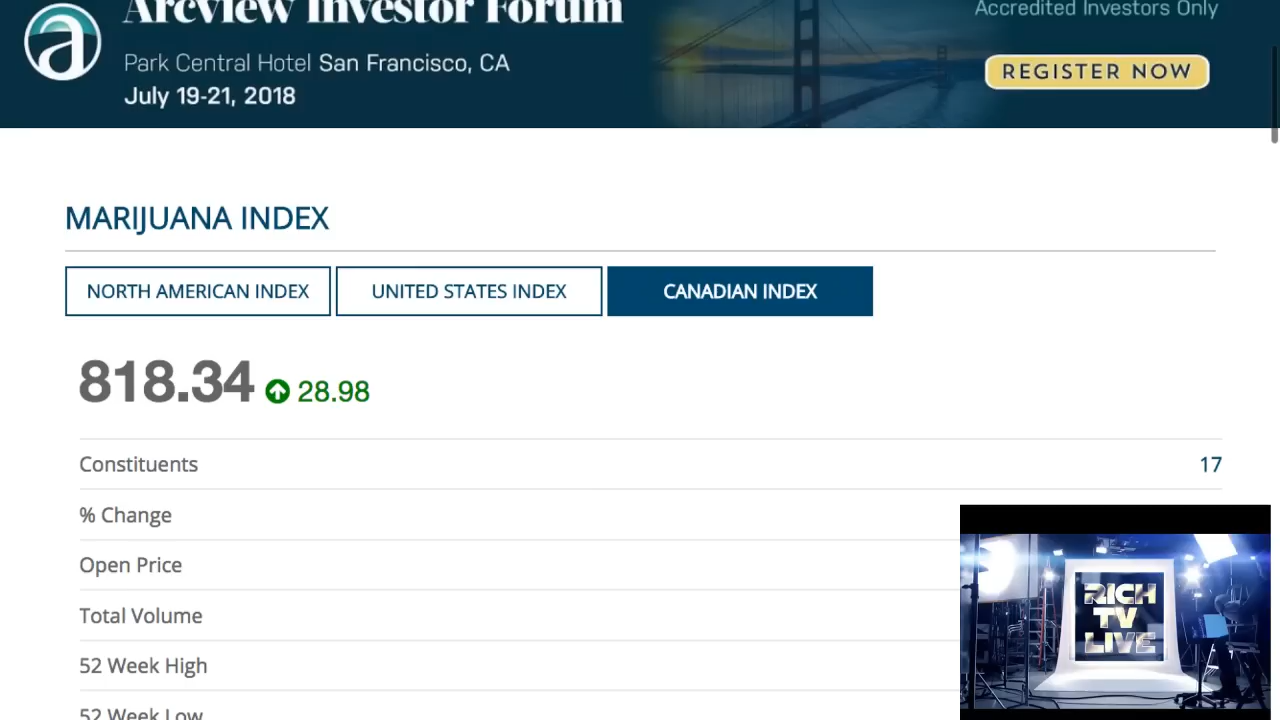 Arcview Investor Forum
Accredited Investors Only
Park Central Hotel San Francisco, CA
July 19-21, 2018
REGISTER NOW
MARIJUANA INDEX
NORTH AMERICAN INDEX
UNITED STATES INDEX
CANADIAN INDEX
818.34 28.98
Constituents 17
% Change
Open Price
Total Volume
52 Week High
52 Week Low
RICH
TV
LIVE